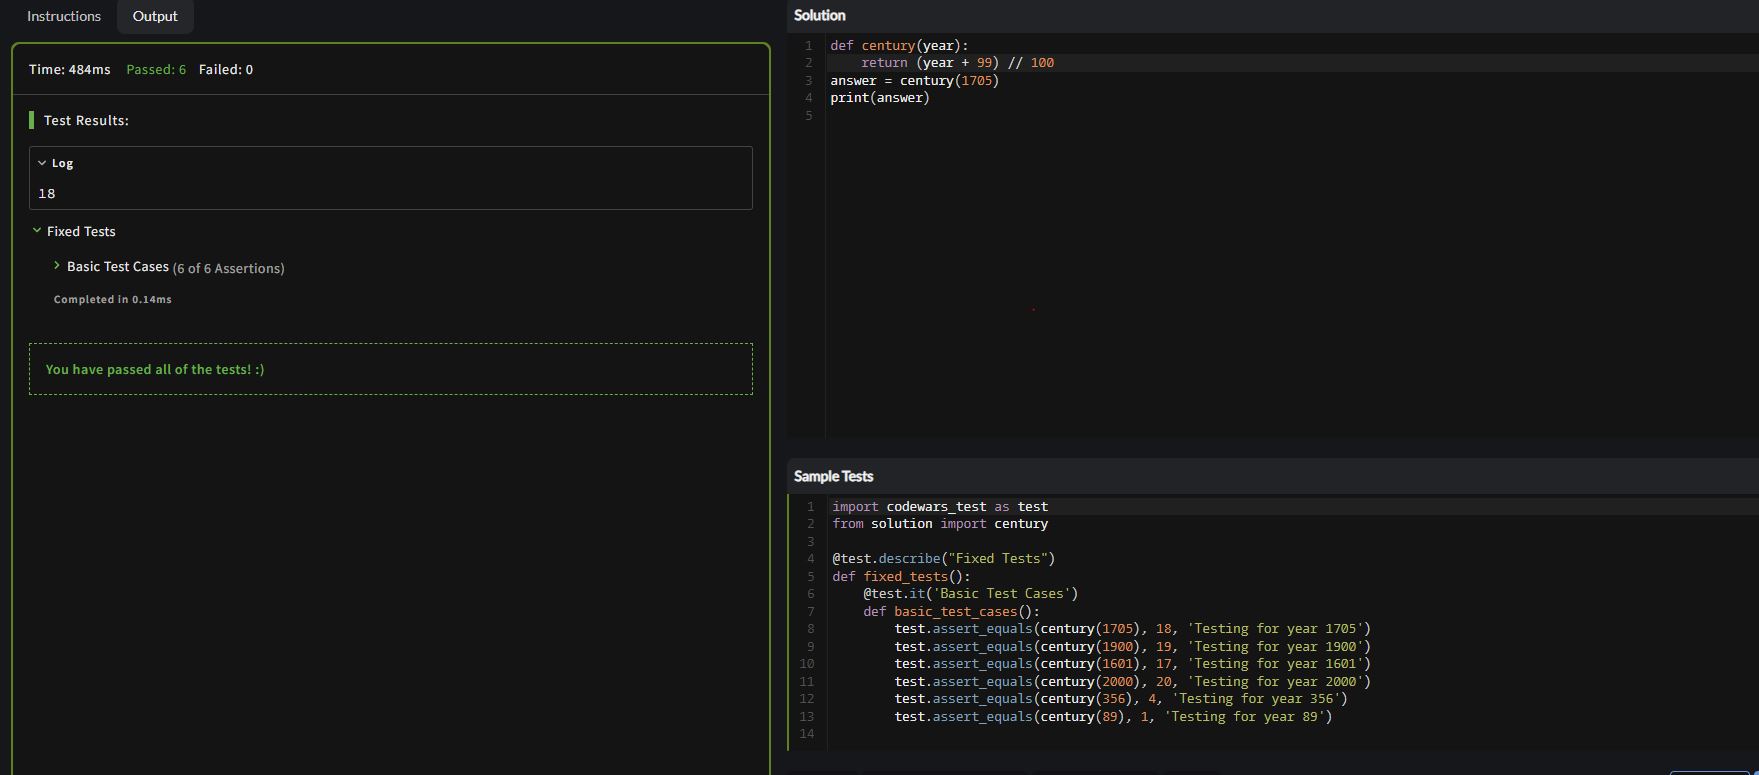 Instructions Output
Time: 484ms Passed: 6 Failed: 0
Test Results:
Log
18
Fixed Tests
Basic Test Cases (6 of 6 Assertions)
Completed in 0.14ms
You have passed all of the tests! :)
Solution
1 def century(year):
2     return (year + 99) // 100
3 answer = century(1705)
4 print(answer)
5
Sample Tests
1 import codewars_test as test
2 from solution import century
3
4 @test.describe("Fixed Tests")
5 def fixed_tests():
6     @test.it('Basic Test Cases')
7     def basic_test_cases():
8         test.assert_equals(century(1705), 18, 'Testing for year 1705')
9         test.assert_equals(century(1900), 19, 'Testing for year 1900')
10         test.assert_equals(century(1601), 17, 'Testing for year 1601')
11         test.assert_equals(century(2000), 20, 'Testing for year 2000')
12         test.assert_equals(century(356), 4, 'Testing for year 356')
13         test.assert_equals(century(89), 1, 'Testing for year 89')
14